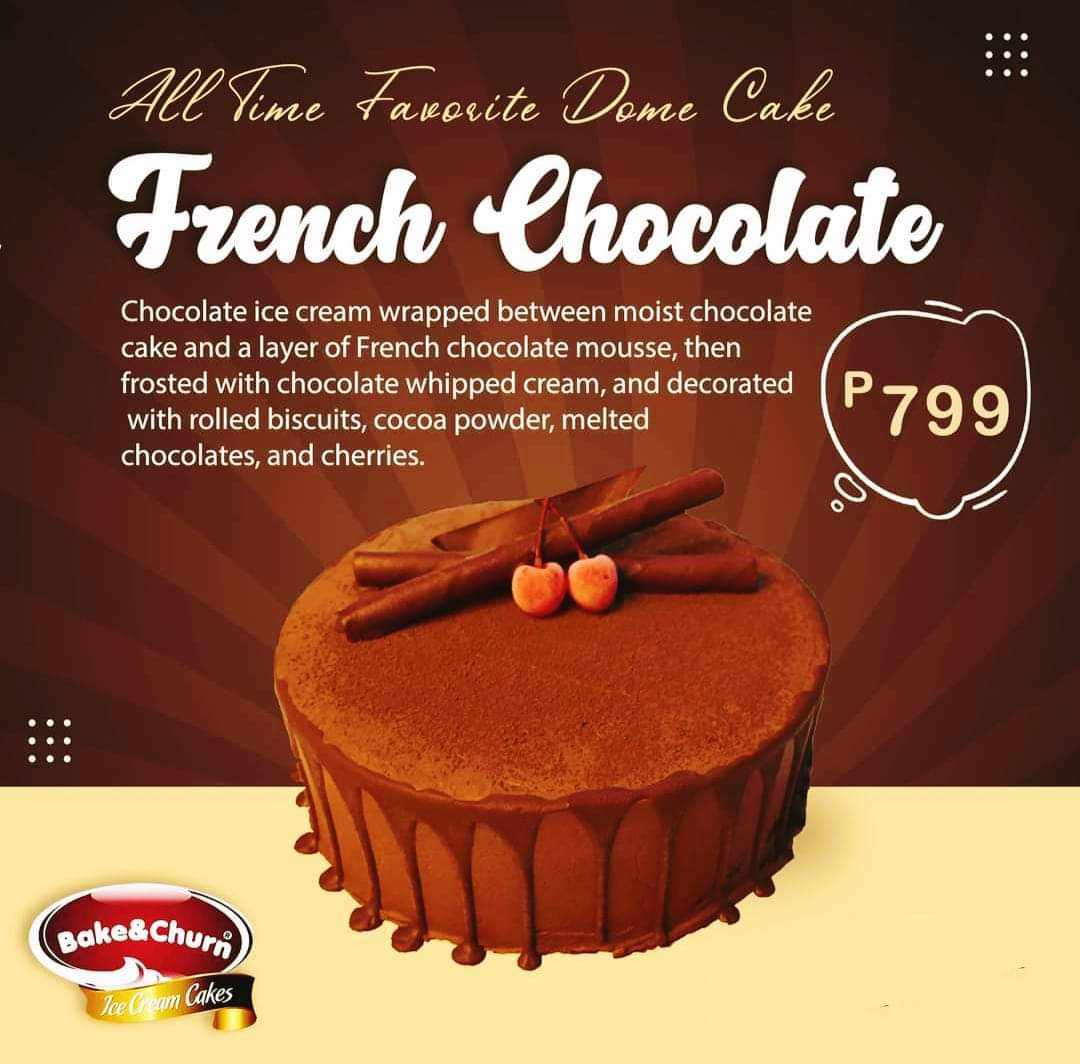 All Time Favorite Dome Cake
French Chocolate
Chocolate ice cream wrapped between moist chocolate
cake and a layer of French chocolate mousse, then
frosted with chocolate whipped cream, and decorated
with rolled biscuits, cocoa powder, melted
chocolates, and cherries.
P799
Bake&Churn®
Ice Cream Cakes